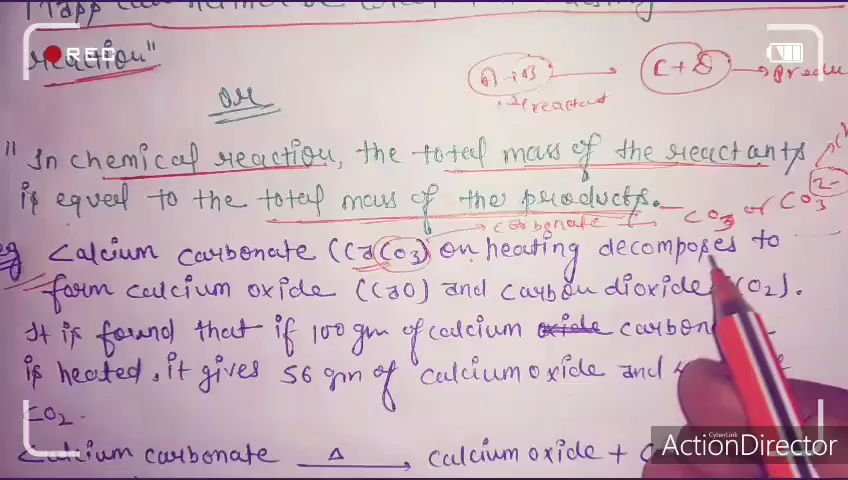 reaction"
REC
A+B → C+D → Produ
reactant
or
"In chemical reaction, the total mass of the reactants
is equal to the total mass of the products.
carbonate CO3 or CO3 2-
eg Calcium carbonate (CaCO3) on heating decomposes to
form calcium oxide (CaO) and carbon dioxide (CO2).
It is found that if 100 gm of calcium oxide carbon
is heated, it gives 56 gm of calcium oxide and 4
CO2.
Calcium carbonate Δ → calcium oxide + C
CyberLink
ActionDirector